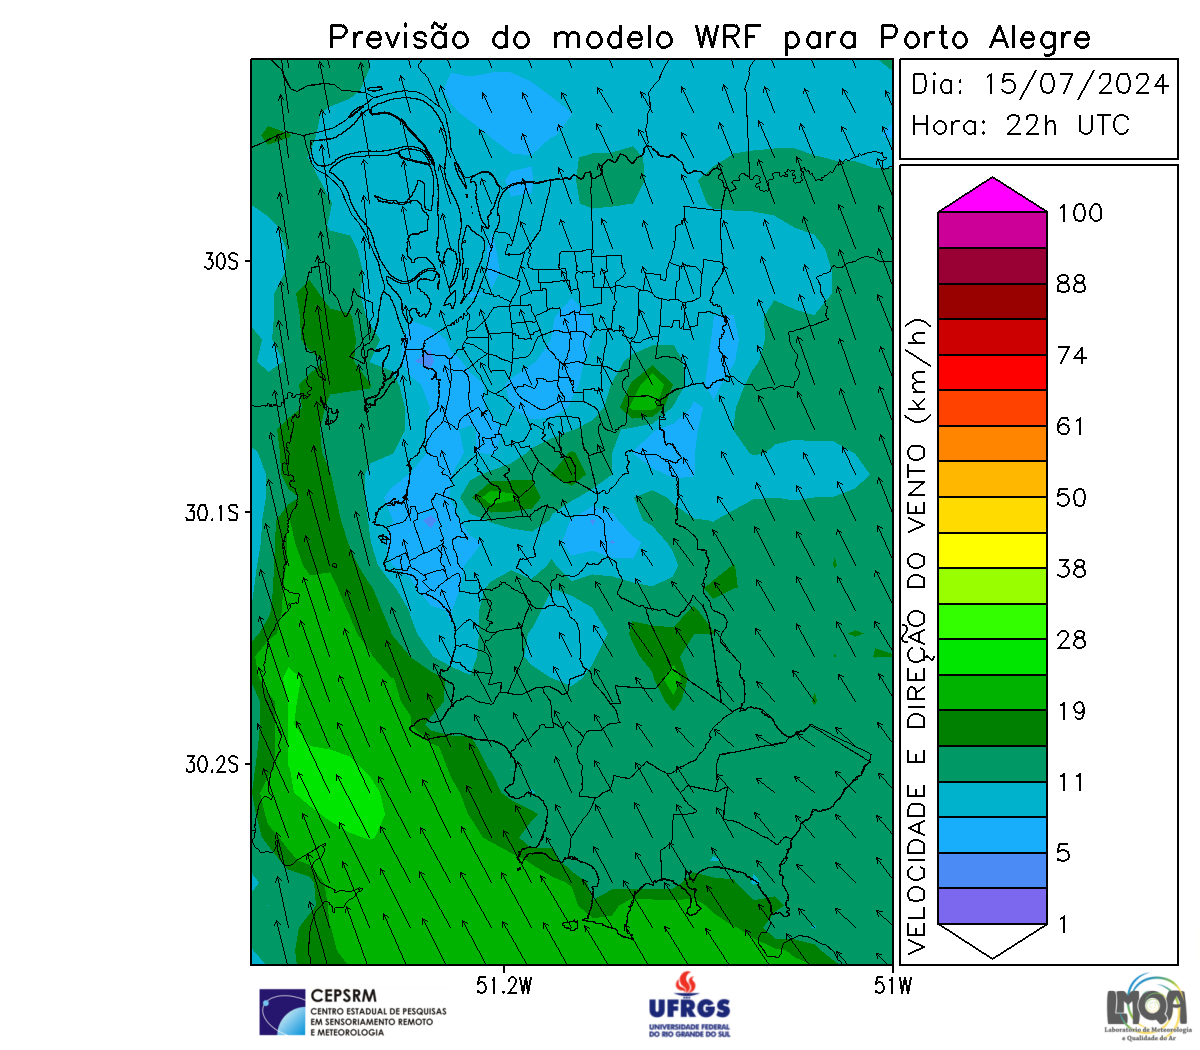 Previsão do modelo WRF para Porto Alegre
Dia: 15/07/2024
Hora: 22h UTC
30S
30.1S
30.2S
51.2W
51W
VELOCIDADE E DIREÇÃO DO VENTO (km/h)
100
88
74
61
50
38
28
19
11
5
1
CEPSRM
CENTRO ESTADUAL DE PESQUISAS
EM SENSORIAMENTO REMOTO
E METEOROLOGIA
UFRGS
UNIVERSIDADE FEDERAL
DO RIO GRANDE DO SUL
LMQA
Laboratório de Meteorologia
e Qualidade do Ar